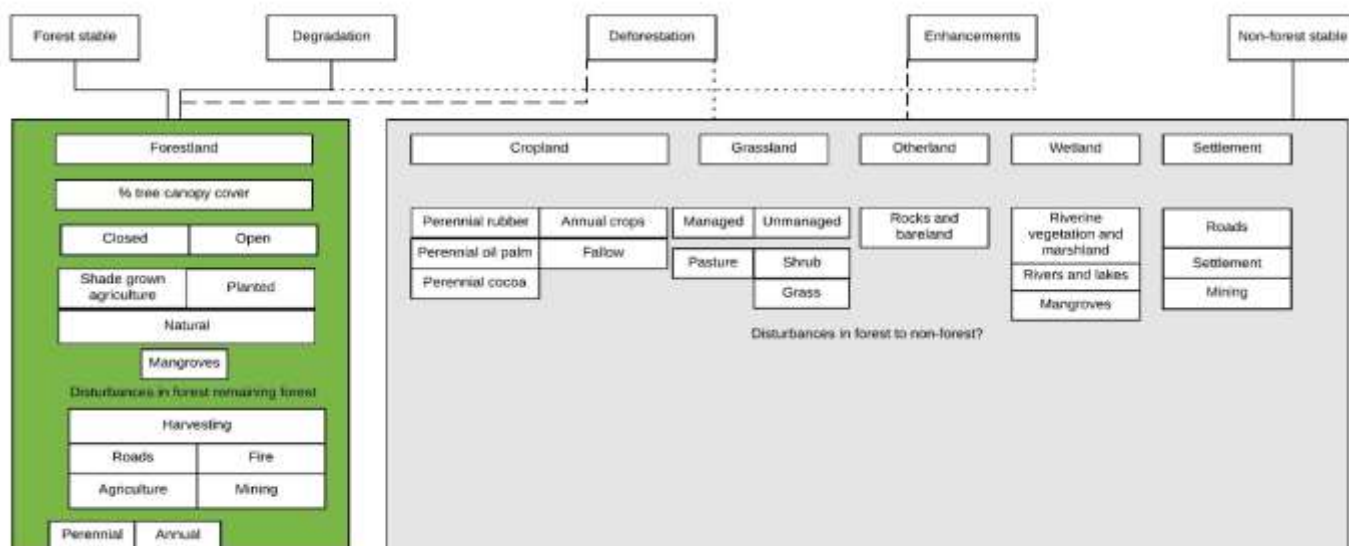 Forest stable
Degradation
Deforestation
Enhancements
Non-forest stable
Forestland
% tree canopy cover
Closed
Open
Shade grown
agriculture
Planted
Natural
Mangroves
Disturbances in forest remaining forest
Harvesting
Roads
Fire
Agriculture
Mining
Perennial
Annual
Cropland
Grassland
Otherland
Wetland
Settlement
Perennial rubber
Annual crops
Perennial oil palm
Fallow
Perennial cocoa
Managed
Unmanaged
Pasture
Shrub
Grass
Rocks and
bareland
Riverine
vegetation and
marshland
Rivers and lakes
Mangroves
Roads
Settlement
Mining
Disturbances in forest to non-forest?